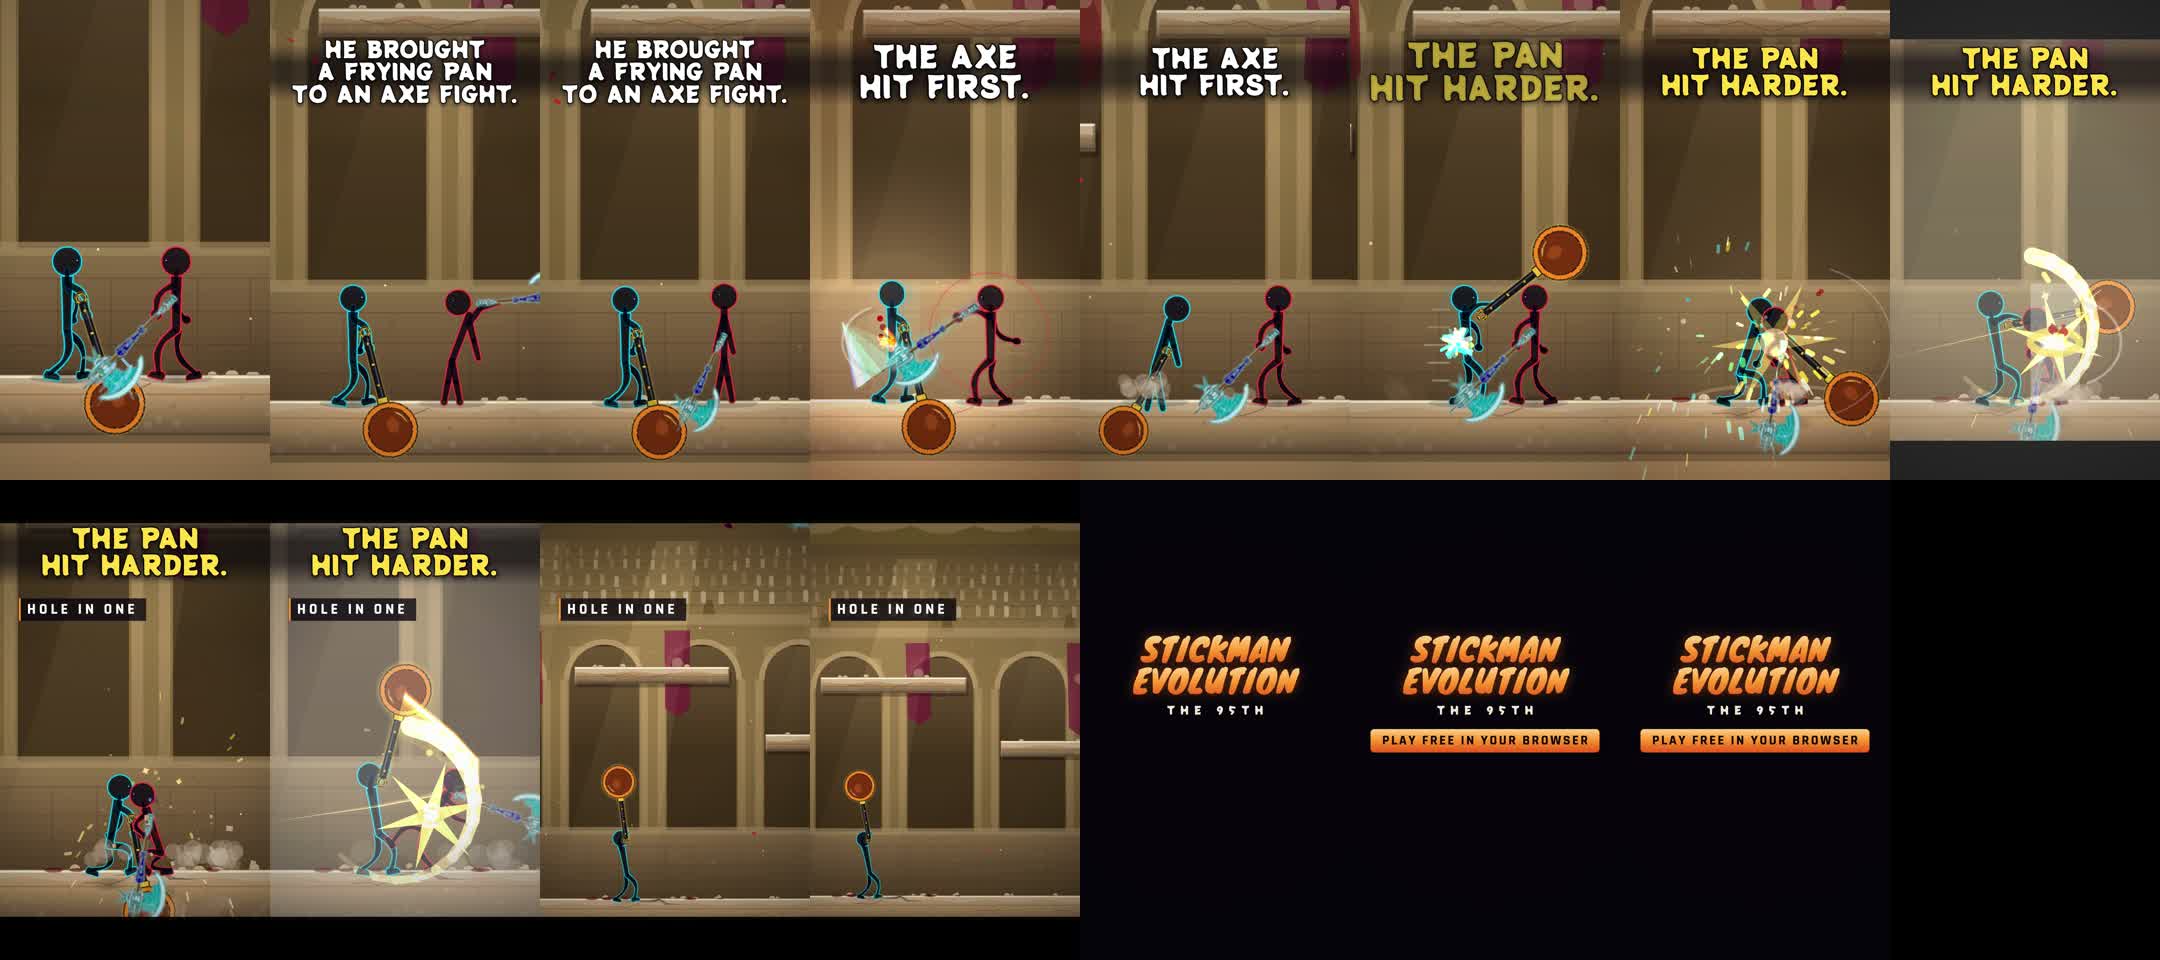 HE BROUGHT
A FRYING PAN
TO AN AXE FIGHT.
HE BROUGHT
A FRYING PAN
TO AN AXE FIGHT.
THE AXE
HIT FIRST.
THE AXE
HIT FIRST.
THE PAN
HIT HARDER.
THE PAN
HIT HARDER.
THE PAN
HIT HARDER.
THE PAN
HIT HARDER.
HOLE IN ONE
THE PAN
HIT HARDER.
HOLE IN ONE
HOLE IN ONE
HOLE IN ONE
STICKMAN
EVOLUTION
THE 95TH
STICKMAN
EVOLUTION
THE 95TH
PLAY FREE IN YOUR BROWSER
STICKMAN
EVOLUTION
THE 95TH
PLAY FREE IN YOUR BROWSER